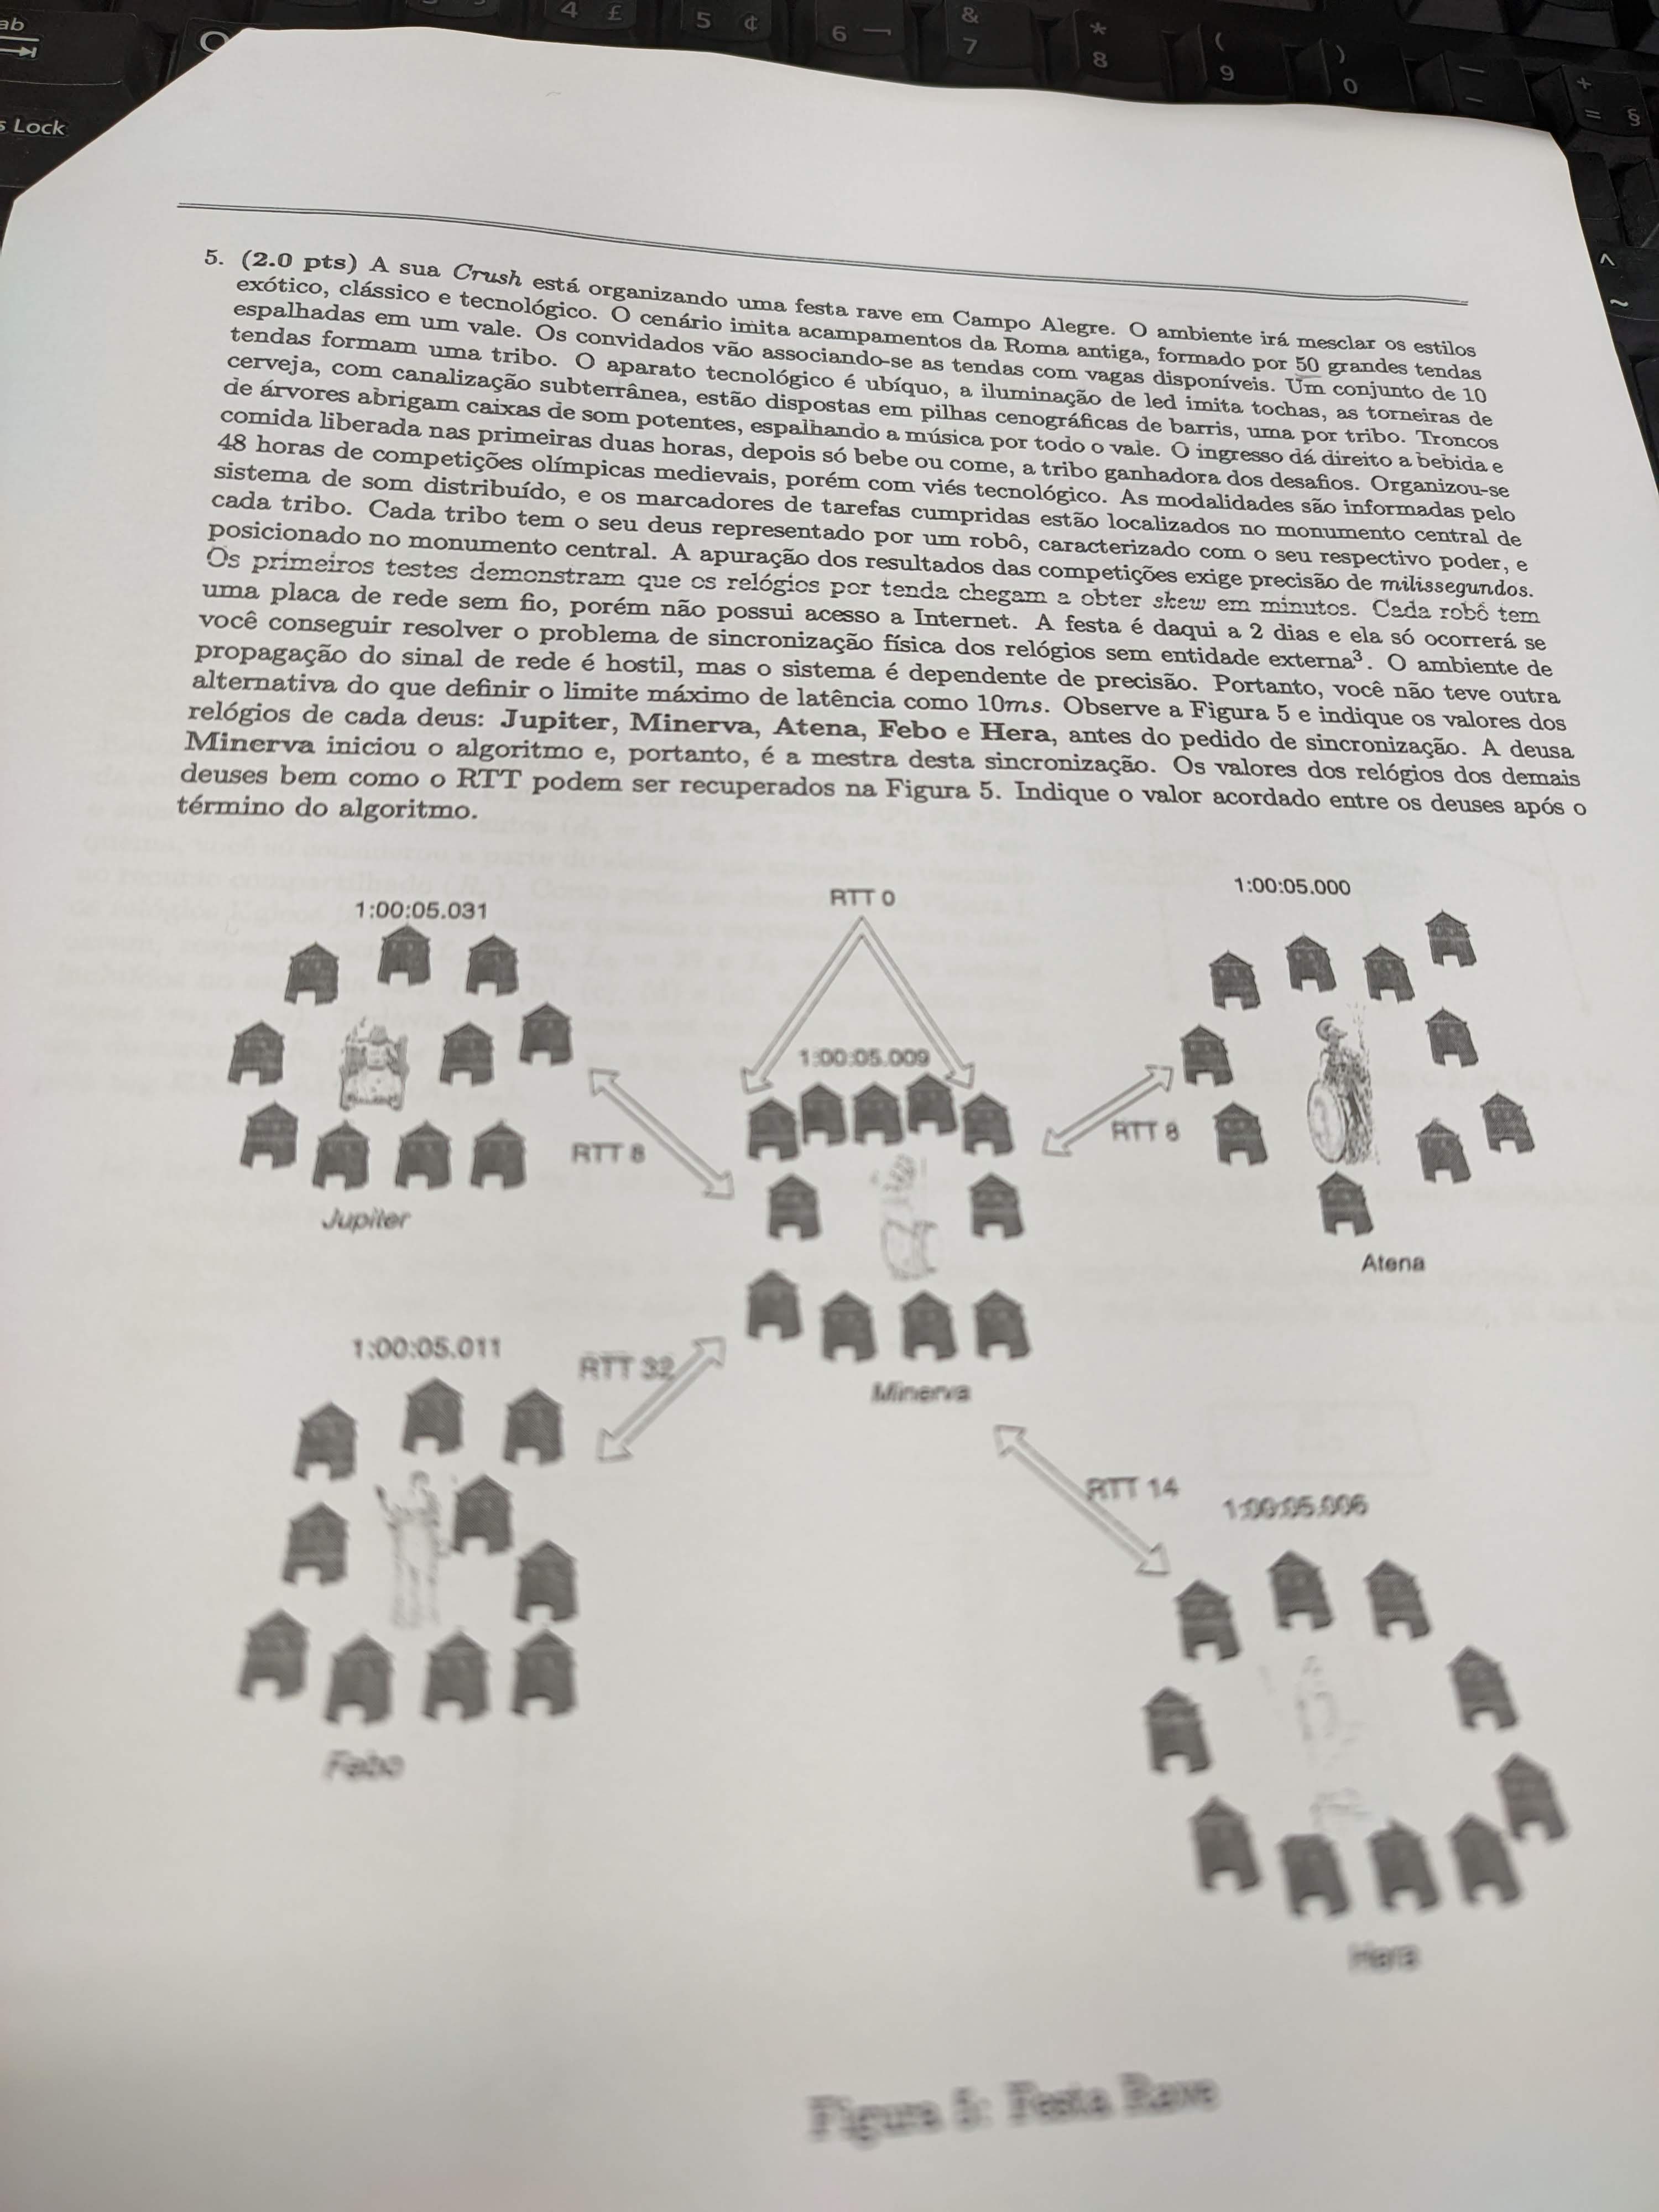 ab
4 £
5 ¢
6 ¬
&
7
*
8
(
9
)
0
+
= §
s Lock
^
~
5. (2.0 pts) A sua Crush está organizando uma festa rave em Campo Alegre. O ambiente irá mesclar os estilos
exótico, clássico e tecnológico. O cenário imita acampamentos da Roma antiga, formado por 50 grandes tendas
espalhadas em um vale. Os convidados vão associando-se as tendas com vagas disponíveis. Um conjunto de 10
tendas formam uma tribo. O aparato tecnológico é ubíquo, a iluminação de led imita tochas, as torneiras de
cerveja, com canalização subterrânea, estão dispostas em pilhas cenográficas de barris, uma por tribo. Troncos
de árvores abrigam caixas de som potentes, espalhando a música por todo o vale. O ingresso dá direito a bebida e
comida liberada nas primeiras duas horas, depois só bebe ou come, a tribo ganhadora dos desafios. Organizou-se
48 horas de competições olímpicas medievais, porém com viés tecnológico. As modalidades são informadas pelo
sistema de som distribuído, e os marcadores de tarefas cumpridas estão localizados no monumento central de
cada tribo. Cada tribo tem o seu deus representado por um robô, caracterizado com o seu respectivo poder, e
posicionado no monumento central. A apuração dos resultados das competições exige precisão de milissegundos.
Os primeiros testes demonstram que os relógios por tenda chegam a obter skew em minutos. Cada robô tem
uma placa de rede sem fio, porém não possui acesso a Internet. A festa é daqui a 2 dias e ela só ocorrerá se
você conseguir resolver o problema de sincronização física dos relógios sem entidade externa³. O ambiente de
propagação do sinal de rede é hostil, mas o sistema é dependente de precisão. Portanto, você não teve outra
alternativa do que definir o limite máximo de latência como 10ms. Observe a Figura 5 e indique os valores dos
relógios de cada deus: Jupiter, Minerva, Atena, Febo e Hera, antes do pedido de sincronização. A deusa
Minerva iniciou o algoritmo e, portanto, é a mestra desta sincronização. Os valores dos relógios dos demais
deuses bem como o RTT podem ser recuperados na Figura 5. Indique o valor acordado entre os deuses após o
término do algoritmo.
1:00:05.031
RTT 0
1:00:05.000
1:00:05.009
RTT 8
RTT 8
Jupiter
Atena
1:00:05.011
RTT 32
Minerva
RTT 14
1:00:05.006
Febo
Hera
Figura 5: Festa Rave